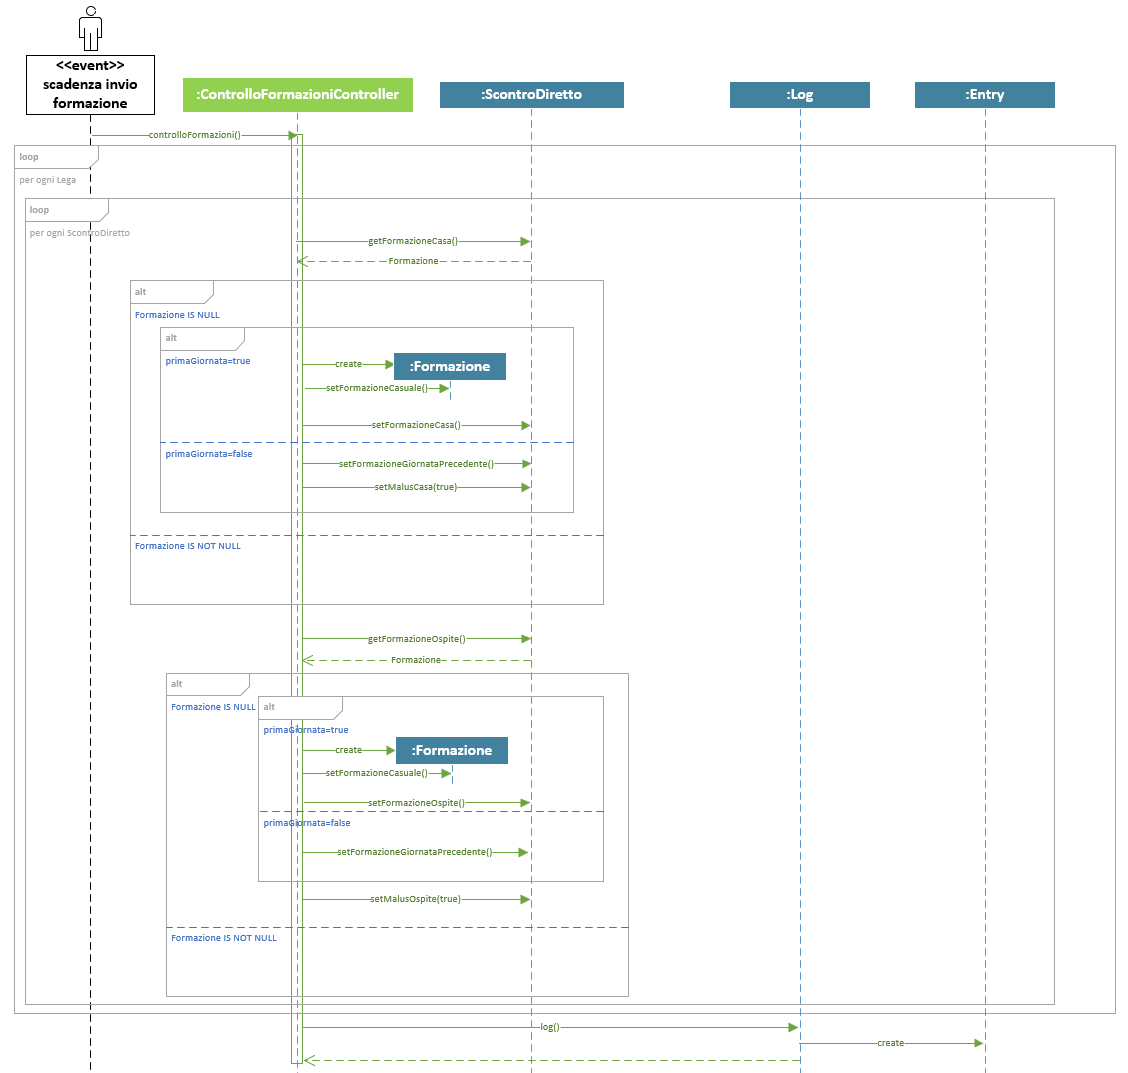 <<event>>
scadenza invio
formazione
:ControlloFormazioniController
:ScontroDiretto
:Log
:Entry
controlloFormazioni()
loop
per ogni Lega
loop
per ogni ScontroDiretto
getFormazioneCasa()
Formazione
alt
Formazione IS NULL
alt
primaGiornata=true
create
:Formazione
setFormazioneCasuale()
setFormazioneCasa()
primaGiornata=false
setFormazioneGiornataPrecedente()
setMalusCasa(true)
Formazione IS NOT NULL
getFormazioneOspite()
Formazione
alt
Formazione IS NULL
alt
primaGiornata=true
create
:Formazione
setFormazioneCasuale()
setFormazioneOspite()
primaGiornata=false
setFormazioneGiornataPrecedente()
setMalusOspite(true)
Formazione IS NOT NULL
log()
create